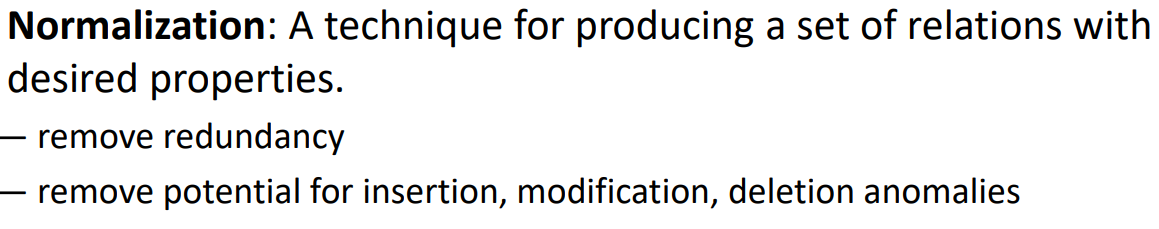 Normalization: A technique for producing a set of relations with
desired properties.
— remove redundancy
— remove potential for insertion, modification, deletion anomalies